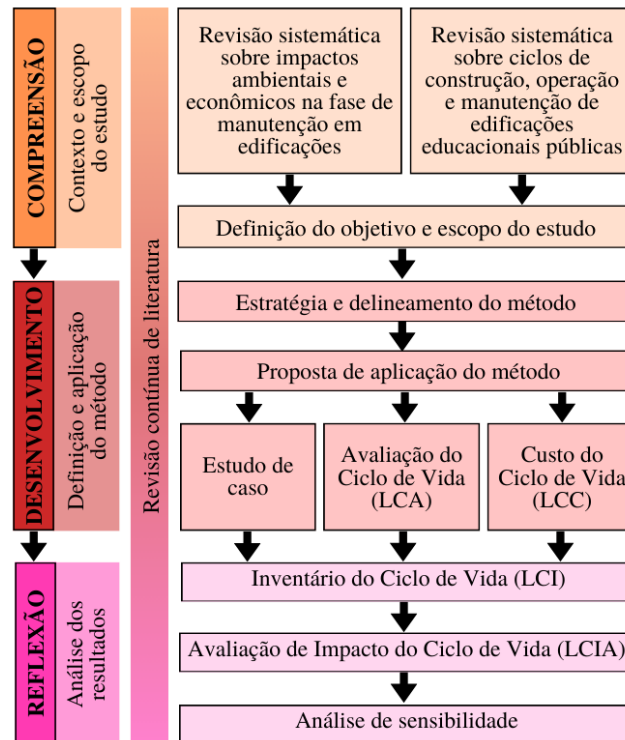 COMPREENSÃO
Contexto e escopo
do estudo
Revisão sistemática
sobre impactos
ambientais e
econômicos na fase de
manutenção em
edificações
Revisão sistemática
sobre ciclos de
construção, operação
e manutenção de
edificações
educacionais públicas
Definição do objetivo e escopo do estudo
DESENVOLVIMENTO
Definição e aplicação
do método
Revisão contínua de literatura
Estratégia e delineamento do método
Proposta de aplicação do método
Estudo de
caso
Avaliação do
Ciclo de Vida
(LCA)
Custo do
Ciclo de Vida
(LCC)
REFLEXÃO
Análise dos
resultados
Inventário do Ciclo de Vida (LCI)
Avaliação de Impacto do Ciclo de Vida (LCIA)
Análise de sensibilidade